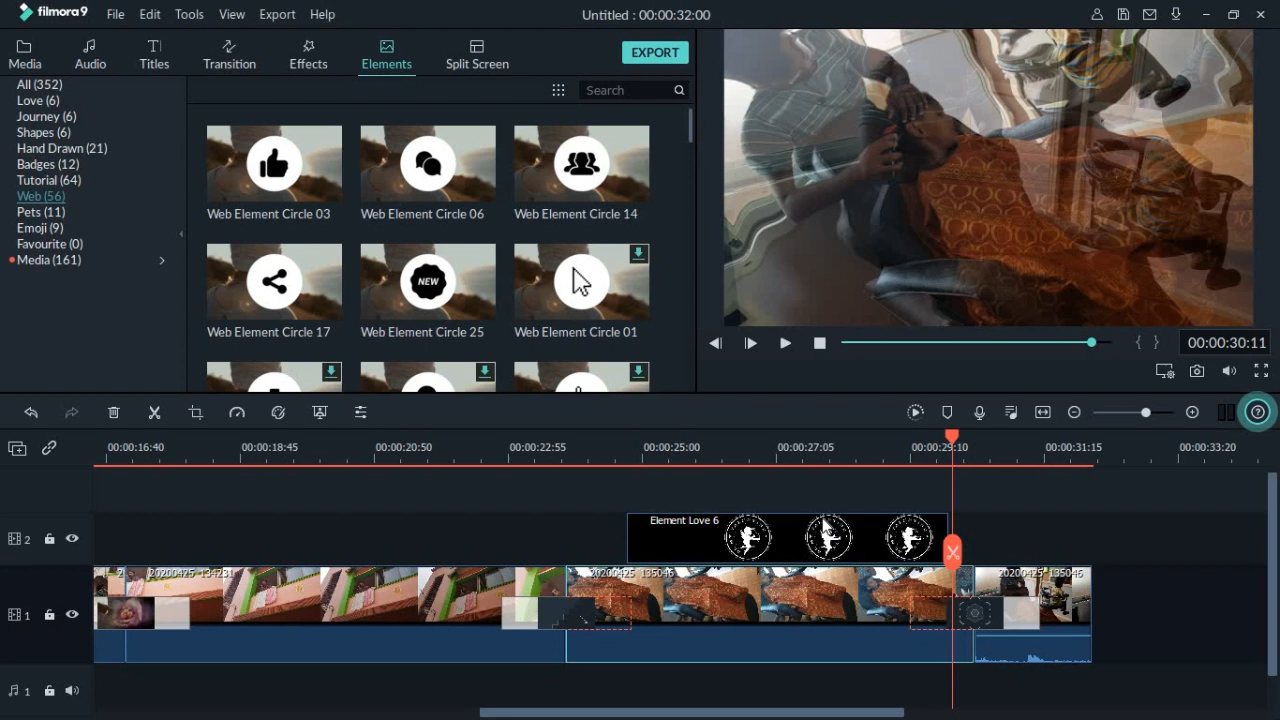 filmora9 File Edit Tools View Export Help Untitled : 00:00:32:00
Media Audio Titles Transition Effects Elements Split Screen EXPORT
All (352)
Love (6)
Journey (6)
Shapes (6)
Hand Drawn (21)
Badges (12)
Tutorial (64)
Web (56)
Pets (11)
Emoji (9)
Favourite (0)
Media (161)
Search
Web Element Circle 03 Web Element Circle 06 Web Element Circle 14
NEW
Web Element Circle 17 Web Element Circle 25 Web Element Circle 01
00:00:30:11
00:00:16:40 00:00:18:45 00:00:20:50 00:00:22:55 00:00:25:00 00:00:27:05 00:00:29:10 00:00:31:15 00:00:33:20
2 Element Love 6
2 20200425_134231 20200425_135046 20200425_135046
1
1